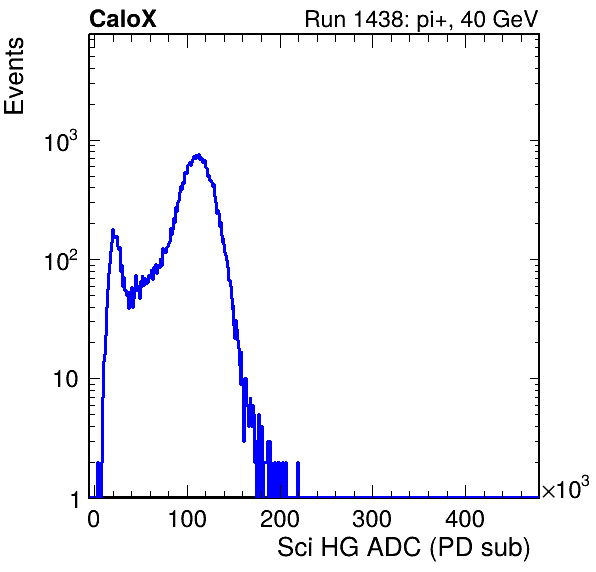 CaloX Run 1438: pi+, 40 GeV
Events
10³
10²
10
1
0 100 200 300 400 ×10³
Sci HG ADC (PD sub)